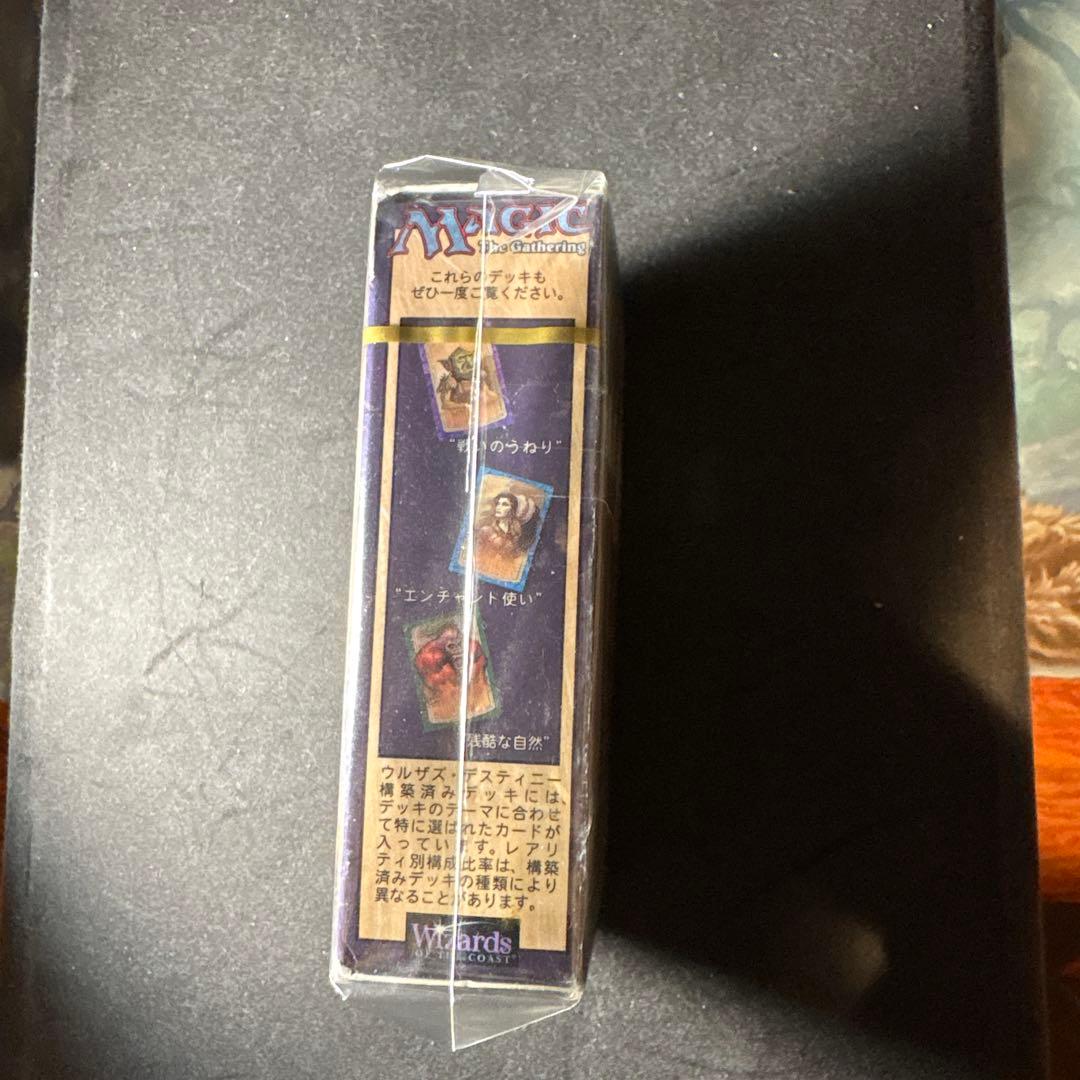 MAGIC
The Gathering
これらのデッキも
ぜひ一度ご覧ください。
"戦いのうねり"
"エンチャント使い"
"残酷な自然"
ウルザズ・デスティニー
構築済みデッキには、
デッキのテーマに合わせ
て特に選ばれたカードが
入っています。レアリ
ティ別構成比率は、構築
済みデッキの種類により
異なることがあります。
Wizards
OF THE COAST